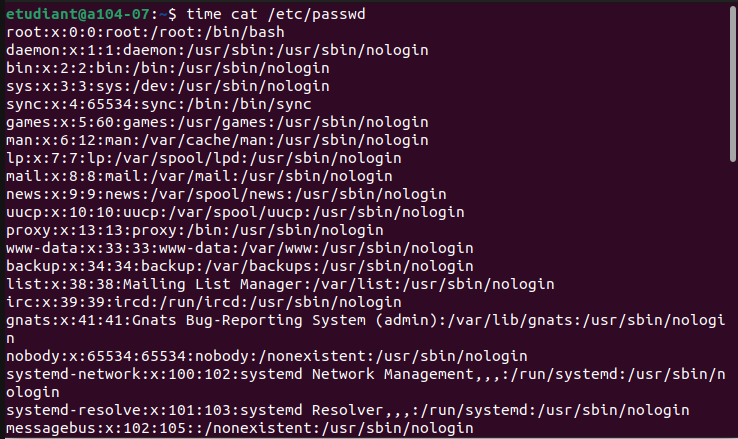 etudiant@a104-07:~$ time cat /etc/passwd
root:x:0:0:root:/root:/bin/bash
daemon:x:1:1:daemon:/usr/sbin:/usr/sbin/nologin
bin:x:2:2:bin:/bin:/usr/sbin/nologin
sys:x:3:3:sys:/dev:/usr/sbin/nologin
sync:x:4:65534:sync:/bin:/bin/sync
games:x:5:60:games:/usr/games:/usr/sbin/nologin
man:x:6:12:man:/var/cache/man:/usr/sbin/nologin
lp:x:7:7:lp:/var/spool/lpd:/usr/sbin/nologin
mail:x:8:8:mail:/var/mail:/usr/sbin/nologin
news:x:9:9:news:/var/spool/news:/usr/sbin/nologin
uucp:x:10:10:uucp:/var/spool/uucp:/usr/sbin/nologin
proxy:x:13:13:proxy:/bin:/usr/sbin/nologin
www-data:x:33:33:www-data:/var/www:/usr/sbin/nologin
backup:x:34:34:backup:/var/backups:/usr/sbin/nologin
list:x:38:38:Mailing List Manager:/var/list:/usr/sbin/nologin
irc:x:39:39:ircd:/run/ircd:/usr/sbin/nologin
gnats:x:41:41:Gnats Bug-Reporting System (admin):/var/lib/gnats:/usr/sbin/nologi
n
nobody:x:65534:65534:nobody:/nonexistent:/usr/sbin/nologin
systemd-network:x:100:102:systemd Network Management,,,:/run/systemd:/usr/sbin/n
ologin
systemd-resolve:x:101:103:systemd Resolver,,,:/run/systemd:/usr/sbin/nologin
messagebus:x:102:105::/nonexistent:/usr/sbin/nologin